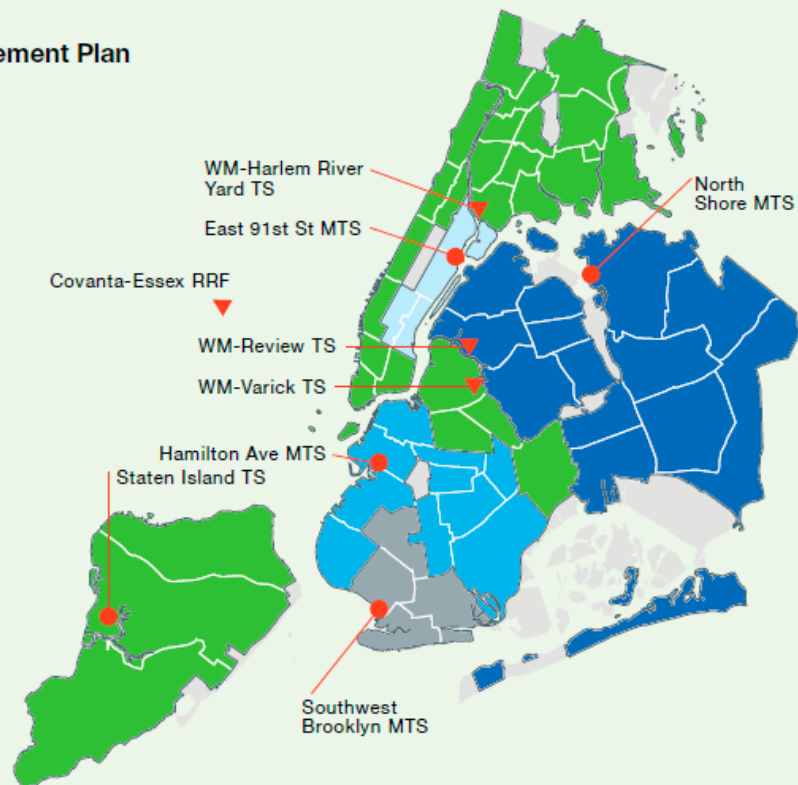 ement Plan
WM-Harlem River
Yard TS
North
Shore MTS
East 91st St MTS
Covanta-Essex RRF
WM-Review TS
WM-Varick TS
Hamilton Ave MTS
Staten Island TS
Southwest
Brooklyn MTS